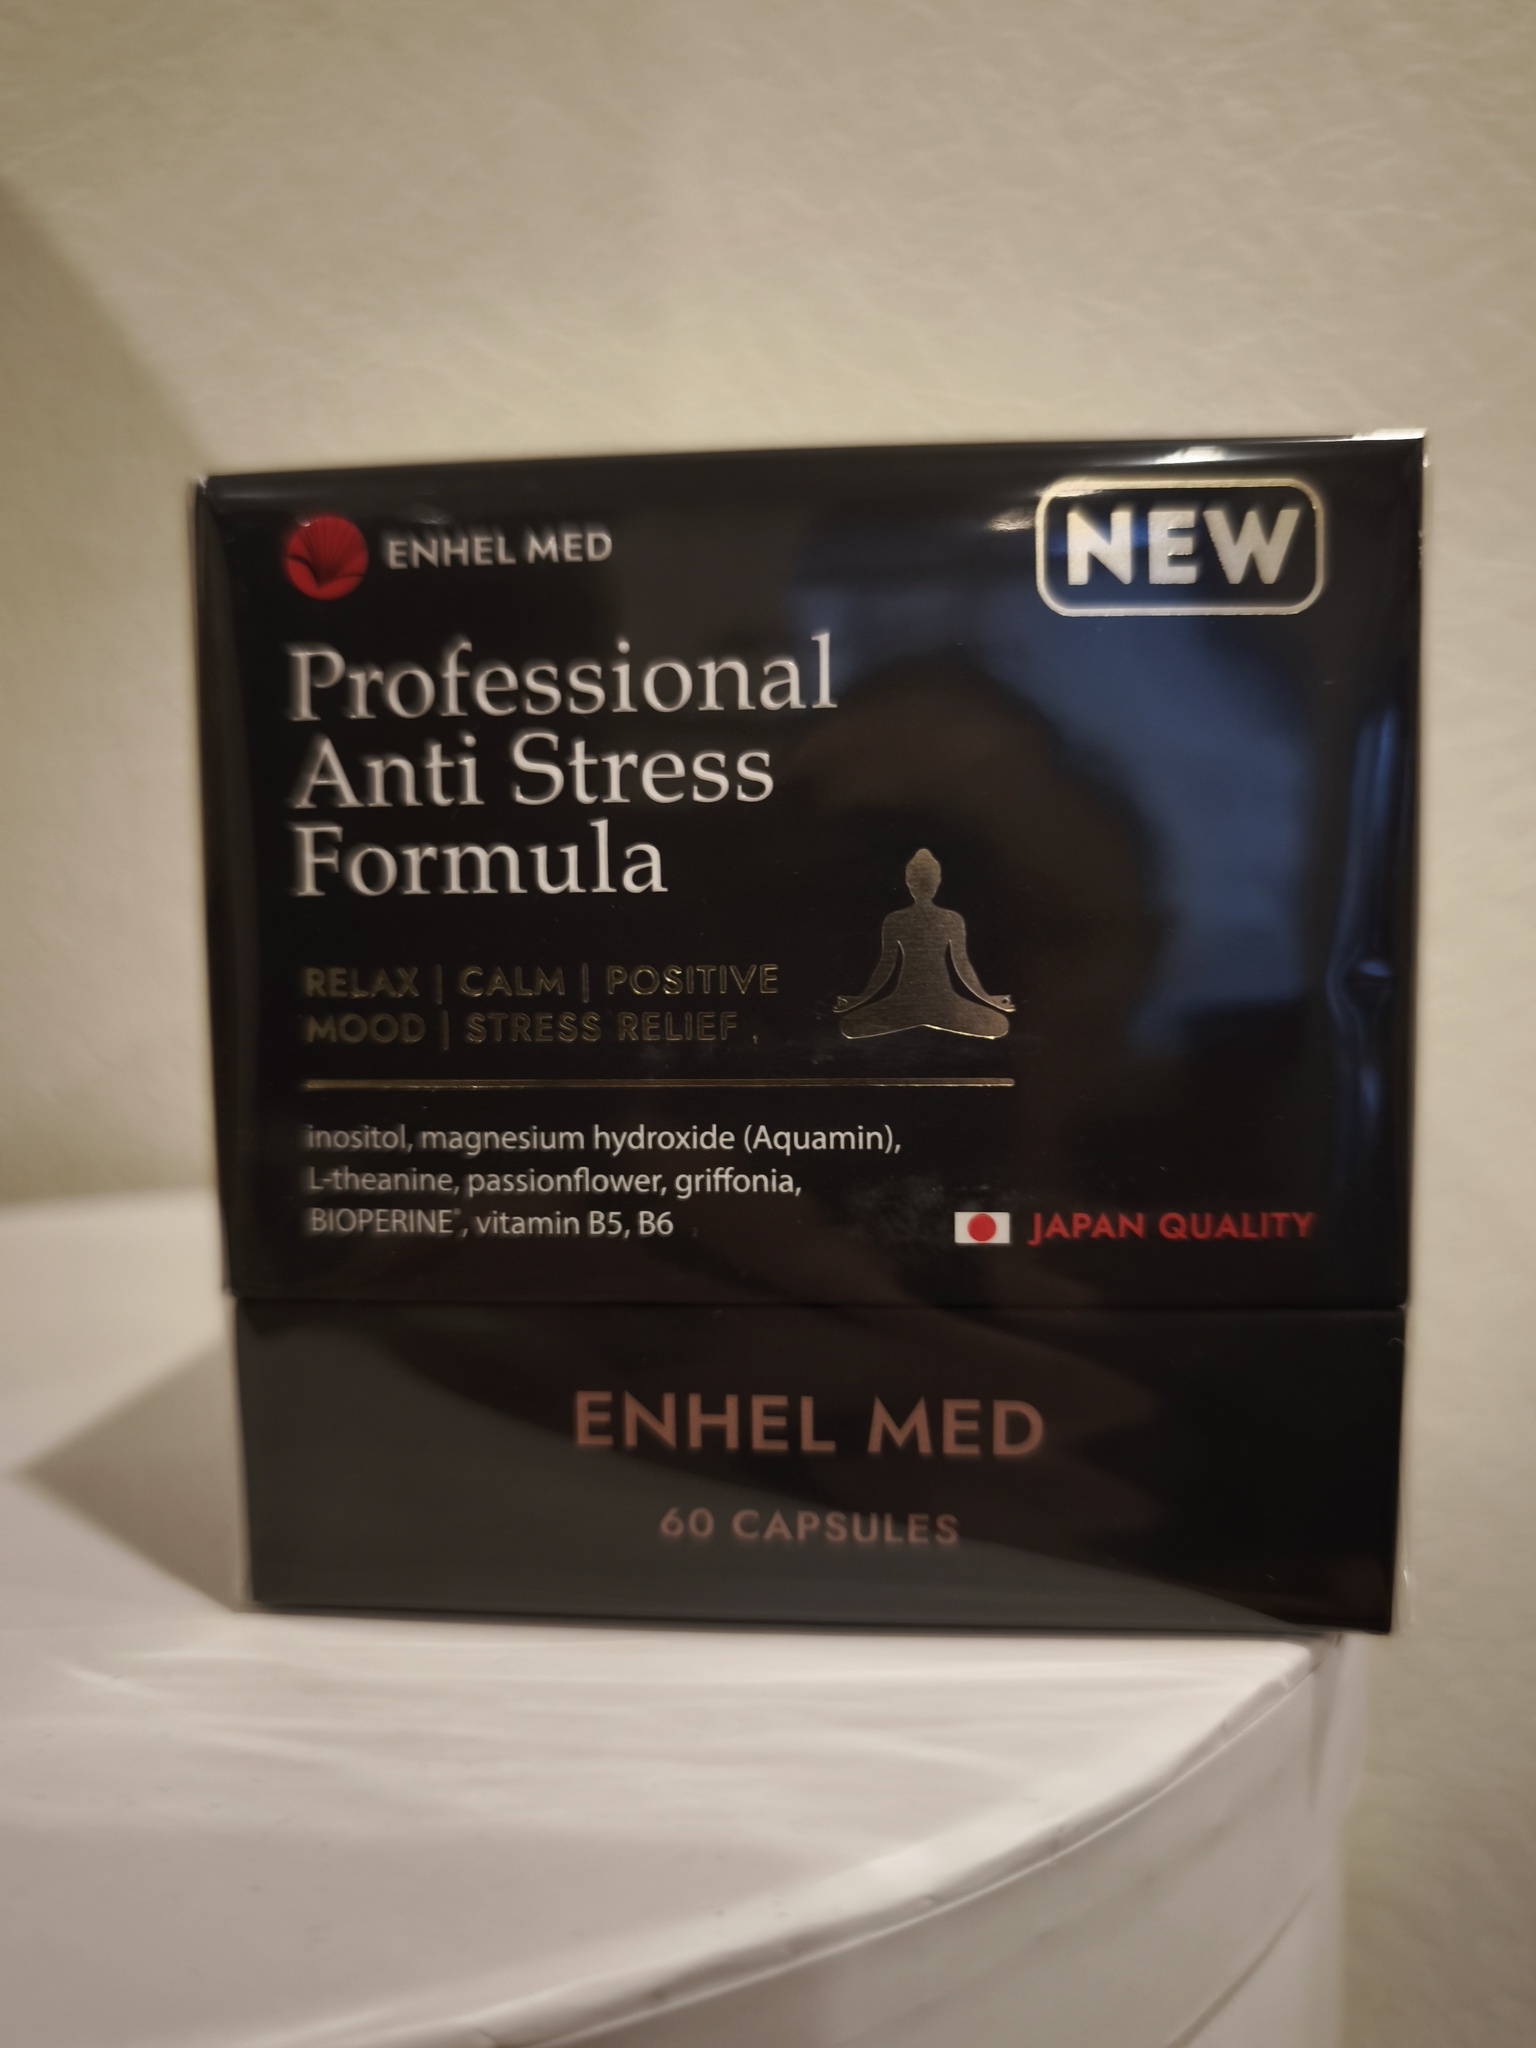 ENHEL MED
NEW
Professional
Anti Stress
Formula
RELAX | CALM | POSITIVE
MOOD | STRESS RELIEF
inositol, magnesium hydroxide (Aquamin),
L-theanine, passionflower, griffonia,
BIOPERINE®, vitamin B5, B6
JAPAN QUALITY
ENHEL MED
60 CAPSULES